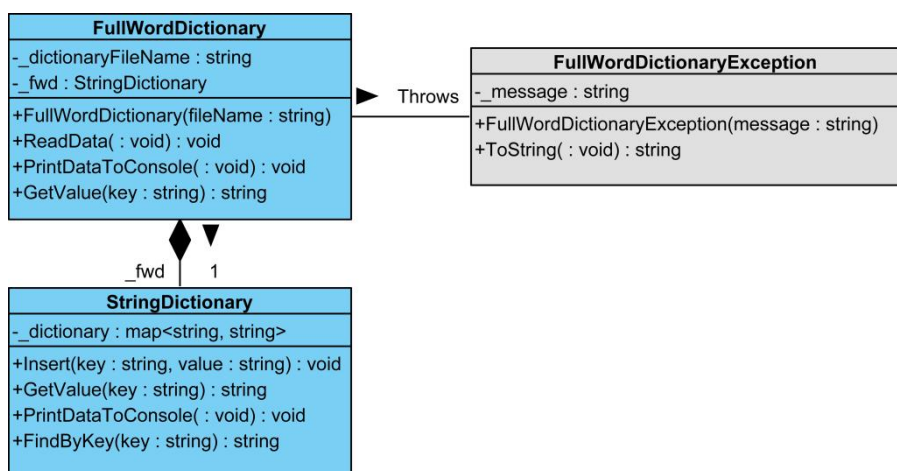 FullWordDictionary
-_dictionaryFileName : string
-_fwd : StringDictionary
+FullWordDictionary(fileName : string)
+ReadData( : void) : void
+PrintDataToConsole( : void) : void
+GetValue(key : string) : string
Throws
FullWordDictionaryException
-_message : string
+FullWordDictionaryException(message : string)
+ToString( : void) : string
_fwd 1
StringDictionary
-_dictionary : map<string, string>
+Insert(key : string, value : string) : void
+GetValue(key : string) : string
+PrintDataToConsole( : void) : void
+FindByKey(key : string) : string